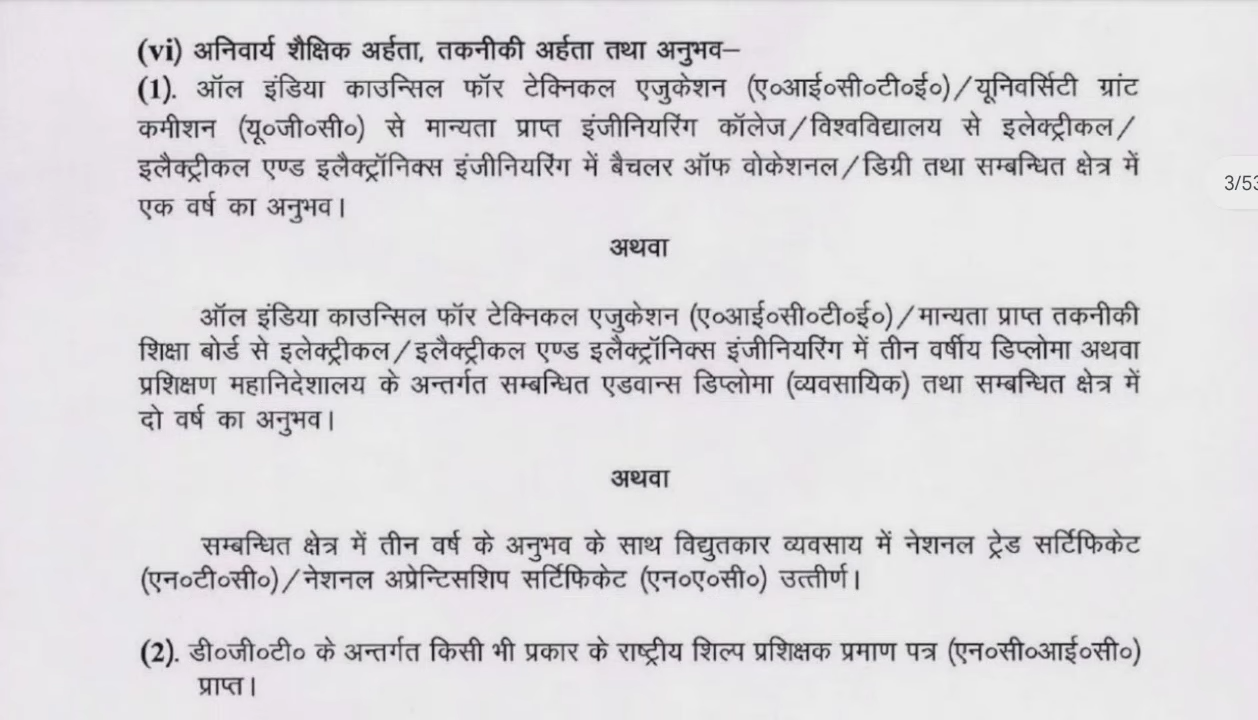 (vi) अनिवार्य शैक्षिक अर्हता, तकनीकी अर्हता तथा अनुभव–
(1). ऑल इंडिया काउन्सिल फॉर टेक्निकल एजुकेशन (ए०आई०सी०टी०ई०)/यूनिवर्सिटी ग्रांट
कमीशन (यू०जी०सी०) से मान्यता प्राप्त इंजीनियरिंग कॉलेज/विश्वविद्यालय से इलेक्ट्रीकल/
इलैक्ट्रीकल एण्ड इलैक्ट्रॉनिक्स इंजीनियरिंग में बैचलर ऑफ वोकेशनल/डिग्री तथा सम्बन्धित क्षेत्र में
3/53
एक वर्ष का अनुभव।
अथवा
ऑल इंडिया काउन्सिल फॉर टेक्निकल एजुकेशन (ए०आई०सी०टी०ई०)/मान्यता प्राप्त तकनीकी
शिक्षा बोर्ड से इलेक्ट्रीकल/इलैक्ट्रीकल एण्ड इलैक्ट्रॉनिक्स इंजीनियरिंग में तीन वर्षीय डिप्लोमा अथवा
प्रशिक्षण महानिदेशालय के अन्तर्गत सम्बन्धित एडवान्स डिप्लोमा (व्यवसायिक) तथा सम्बन्धित क्षेत्र में
दो वर्ष का अनुभव।
अथवा
सम्बन्धित क्षेत्र में तीन वर्ष के अनुभव के साथ विद्युतकार व्यवसाय में नेशनल ट्रेड सर्टिफिकेट
(एन०टी०सी०)/नेशनल अप्रेन्टिसशिप सर्टिफिकेट (एन०ए०सी०) उत्तीर्ण।
(2). डी०जी०टी० के अन्तर्गत किसी भी प्रकार के राष्ट्रीय शिल्प प्रशिक्षक प्रमाण पत्र (एन०सी०आई०सी०)
प्राप्त।